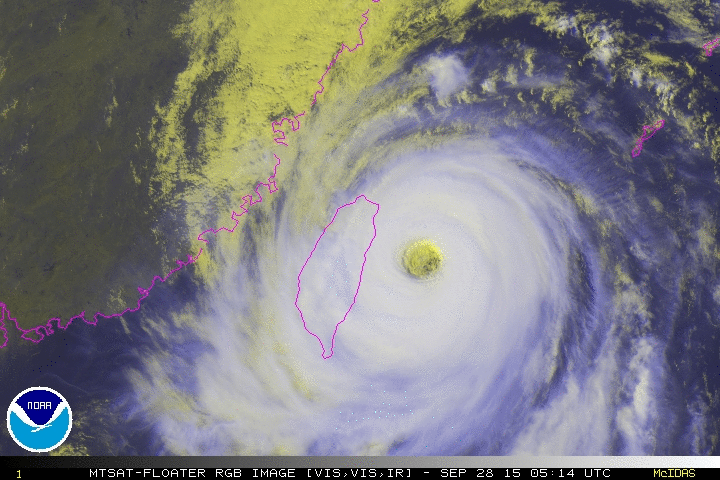 NOAA
1 MTSAT-FLOATER RGB IMAGE [VIS,VIS,IR] - SEP 28 15 05:14 UTC McIDAS